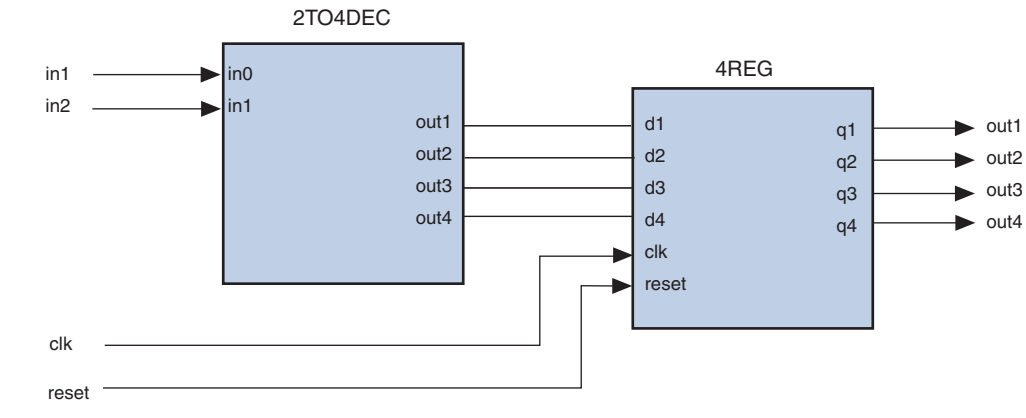 2TO4DEC
in1
in0
in2
in1
out1
out2
out3
out4
4REG
d1
d2
d3
d4
clk
reset
q1
q2
q3
q4
out1
out2
out3
out4
clk
reset